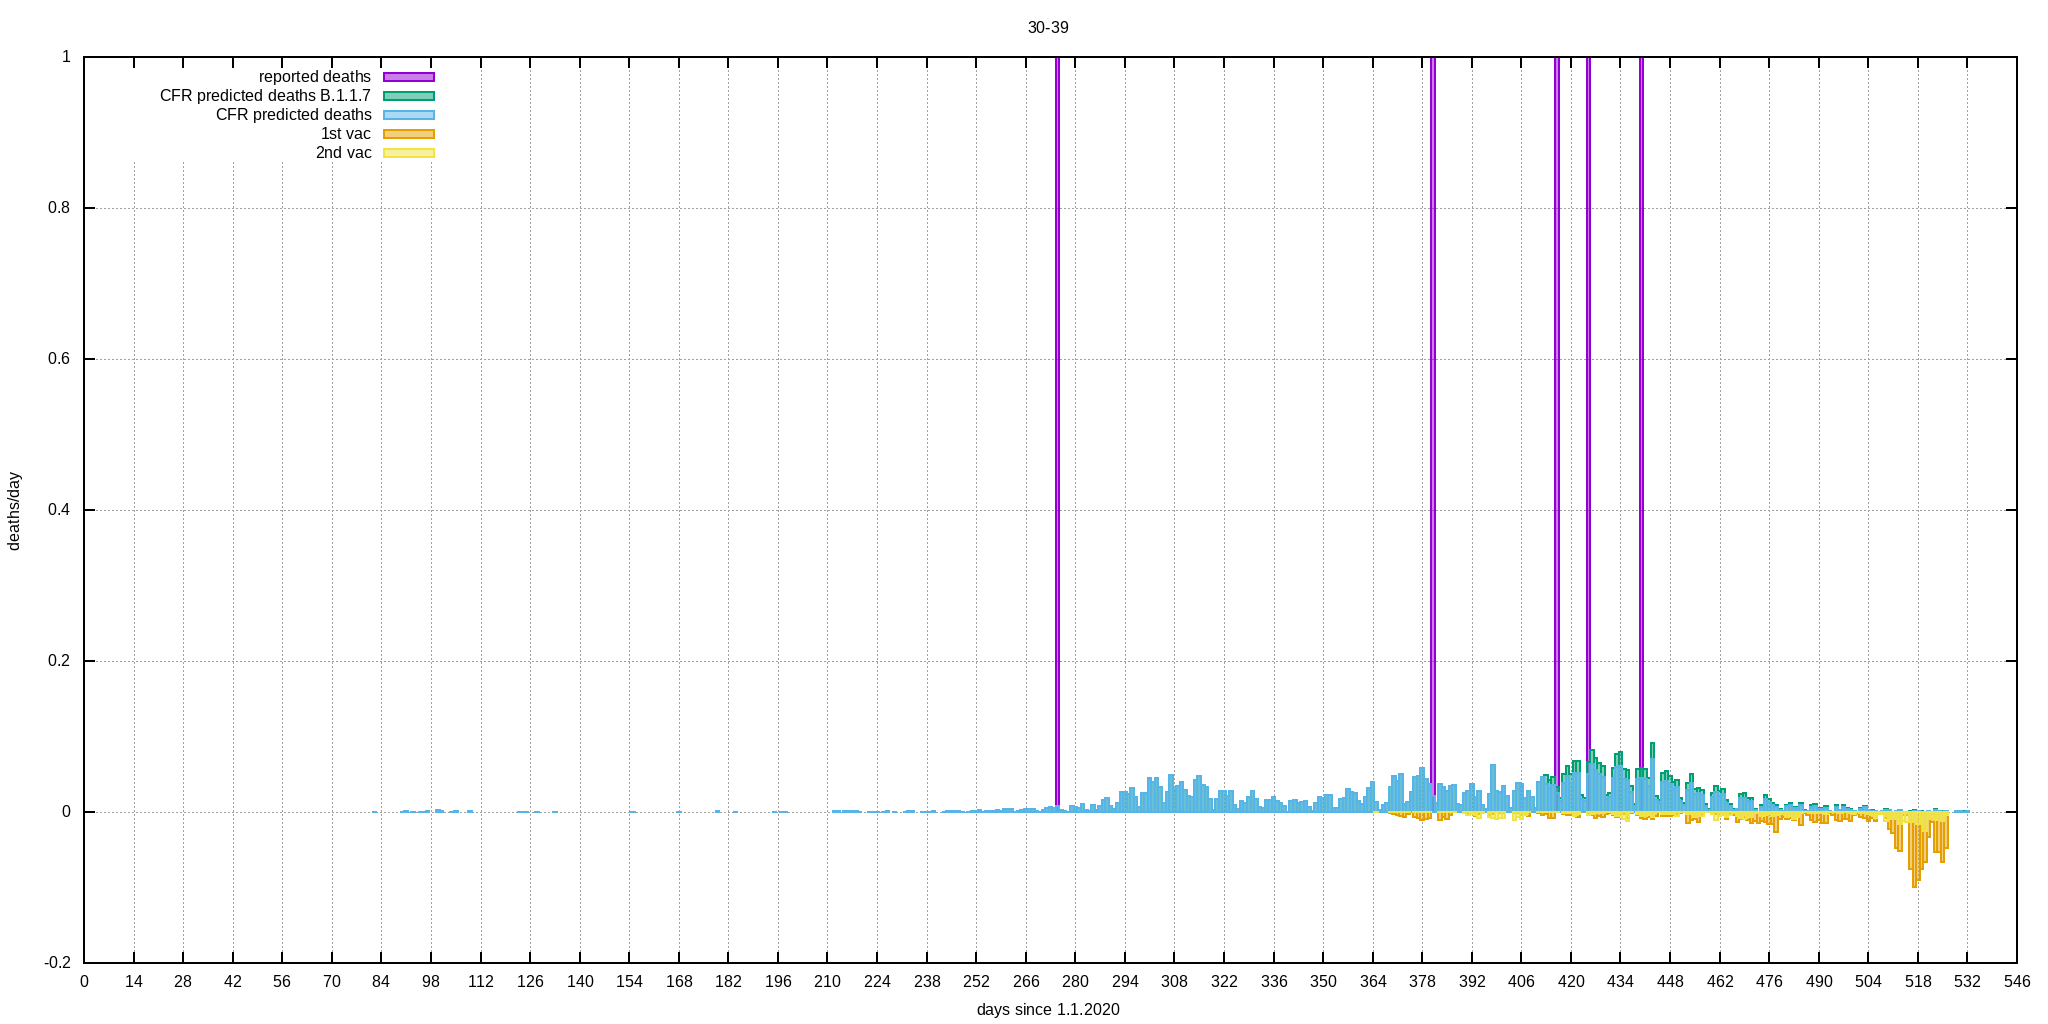 30-39
1
reported deaths
CFR predicted deaths B.1.1.7
CFR predicted deaths
1st vac
2nd vac
0.8
0.6
0.4
0.2
0
-0.2
deaths/day
0 14 28 42 56 70 84 98 112 126 140 154 168 182 196 210 224 238 252 266 280 294 308 322 336 350 364 378 392 406 420 434 448 462 476 490 504 518 532 546
days since 1.1.2020